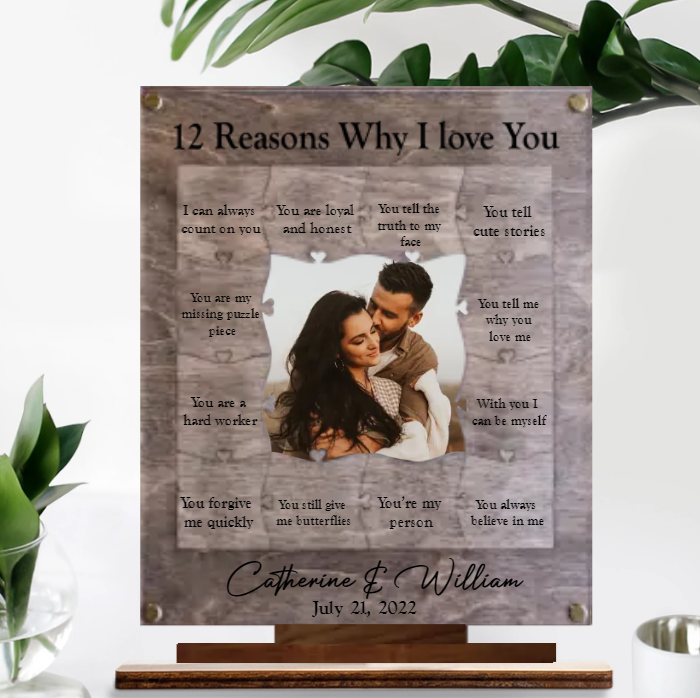 12 Reasons Why I love You
I can always
count on you
You are loyal
and honest
You tell the
truth to my
face
You tell
cute stories
You are my
missing puzzle
piece
You tell me
why you
love me
You are a
hard worker
With you I
can be myself
You forgive
me quickly
You still give
me butterflies
You're my
person
You always
believe in me
Catherine & William
July 21, 2022